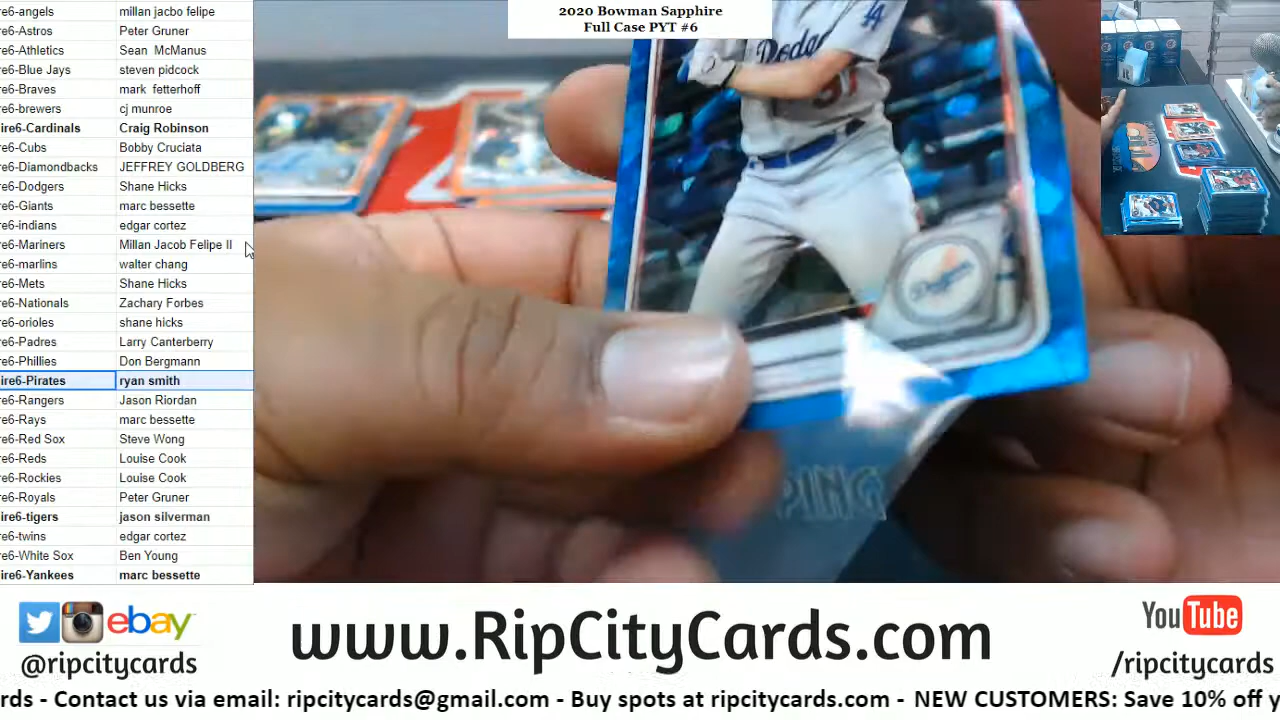 2020 Bowman Sapphire
Full Case PYT #6
re6-angels millan jacbo felipe
re6-Astros Peter Gruner
re6-Athletics Sean McManus
re6-Blue Jays steven pidcock
re6-Braves mark fetterhoff
re6-brewers cj munroe
ire6-Cardinals Craig Robinson
re6-Cubs Bobby Cruciata
re6-Diamondbacks JEFFREY GOLDBERG
re6-Dodgers Shane Hicks
re6-Giants marc bessette
re6-indians edgar cortez
re6-Mariners Millan Jacob Felipe II
re6-marlins walter chang
re6-Mets Shane Hicks
re6-Nationals Zachary Forbes
re6-orioles shane hicks
re6-Padres Larry Canterberry
re6-Phillies Don Bergmann
ire6-Pirates ryan smith
re6-Rangers Jason Riordan
re6-Rays marc bessette
re6-Red Sox Steve Wong
re6-Reds Louise Cook
re6-Rockies Louise Cook
re6-Royals Peter Gruner
ire6-tigers jason silverman
re6-twins edgar cortez
re6-White Sox Ben Young
ire6-Yankees marc bessette
Dodgers
Dodgers
PING
ebay
@ripcitycards
www.RipCityCards.com
YouTube
/ripcitycards
rds - Contact us via email: ripcitycards@gmail.com - Buy spots at ripcitycards.com - NEW CUSTOMERS: Save 10% off y